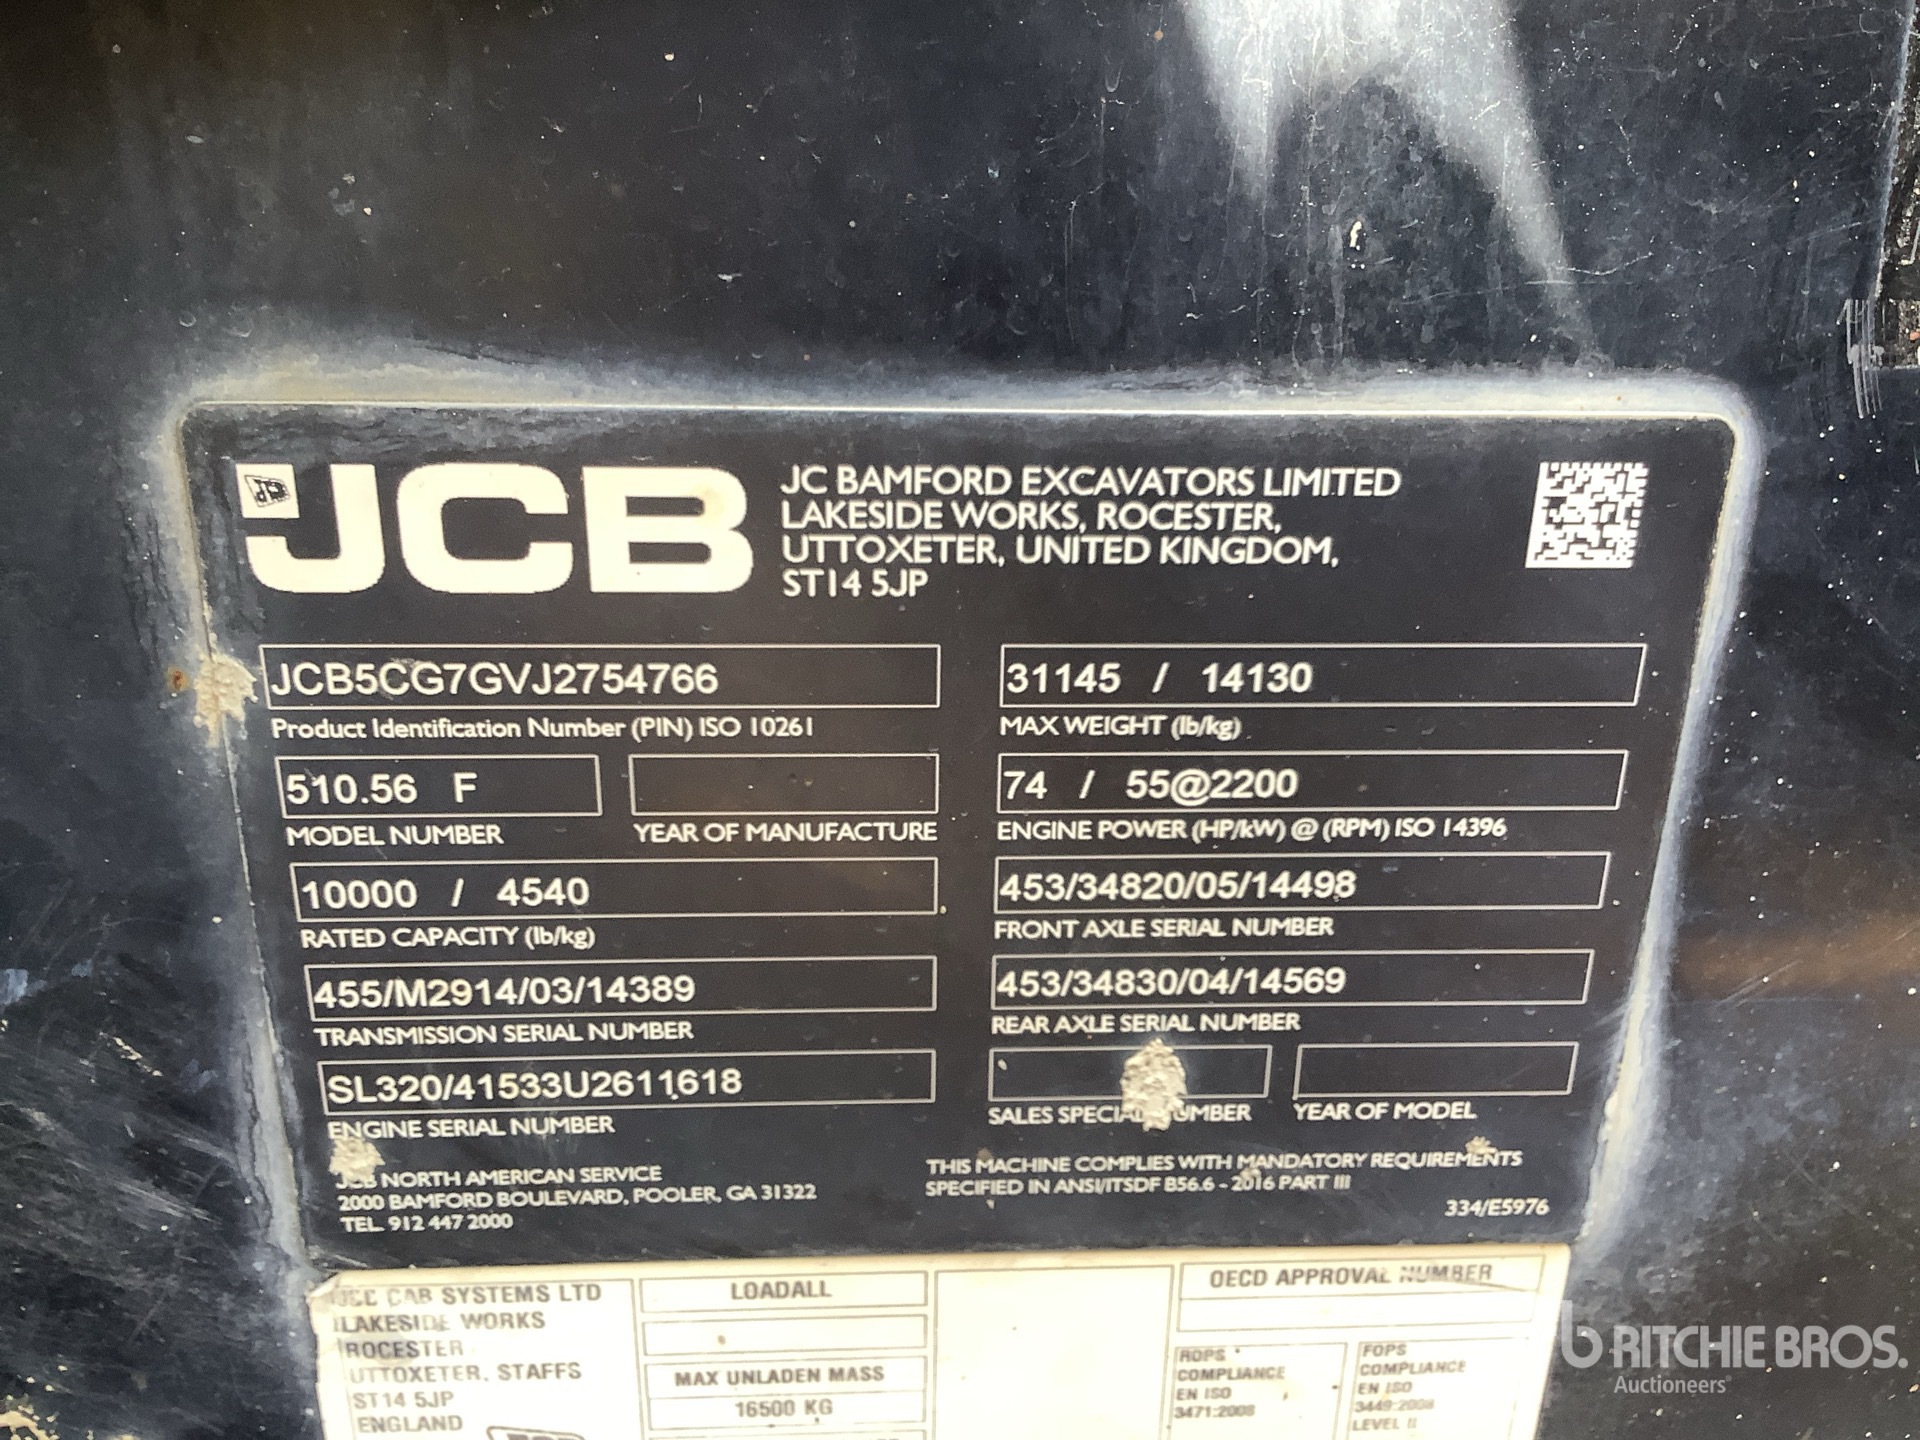 JCB
JC BAMFORD EXCAVATORS LIMITED
LAKESIDE WORKS, ROCESTER,
UTTOXETER, UNITED KINGDOM,
ST14 5JP
JCB5CG7GVJ2754766
Product Identification Number (PIN) ISO 10261
31145 / 14130
MAX WEIGHT (lb/kg)
510.56 F
MODEL NUMBER
YEAR OF MANUFACTURE
74 / 55@2200
ENGINE POWER (HP/kW) @ (RPM) ISO 14396
10000 / 4540
RATED CAPACITY (lb/kg)
453/34820/05/14498
FRONT AXLE SERIAL NUMBER
455/M2914/03/14389
TRANSMISSION SERIAL NUMBER
453/34830/04/14569
REAR AXLE SERIAL NUMBER
SL320/41533U2611618
ENGINE SERIAL NUMBER
SALES SPECIAL NUMBER
YEAR OF MODEL
JCB NORTH AMERICAN SERVICE
2000 BAMFORD BOULEVARD, POOLER, GA 31322
TEL. 912 447 2000
THIS MACHINE COMPLIES WITH MANDATORY REQUIREMENTS
SPECIFIED IN ANSI/ITSDF B56.6 - 2016 PART III
334/E5976
JCB CAB SYSTEMS LTD
LAKESIDE WORKS
ROCESTER
UTTOXETER, STAFFS
ST14 5JP
ENGLAND
LOADALL
MAX UNLADEN MASS
16500 KG
OECD APPROVAL NUMBER
ROPS
COMPLIANCE
EN ISO
3471:2008
FOPS
COMPLIANCE
EN ISO
3449:2008
LEVEL II
RITCHIE BROS.
Auctioneers